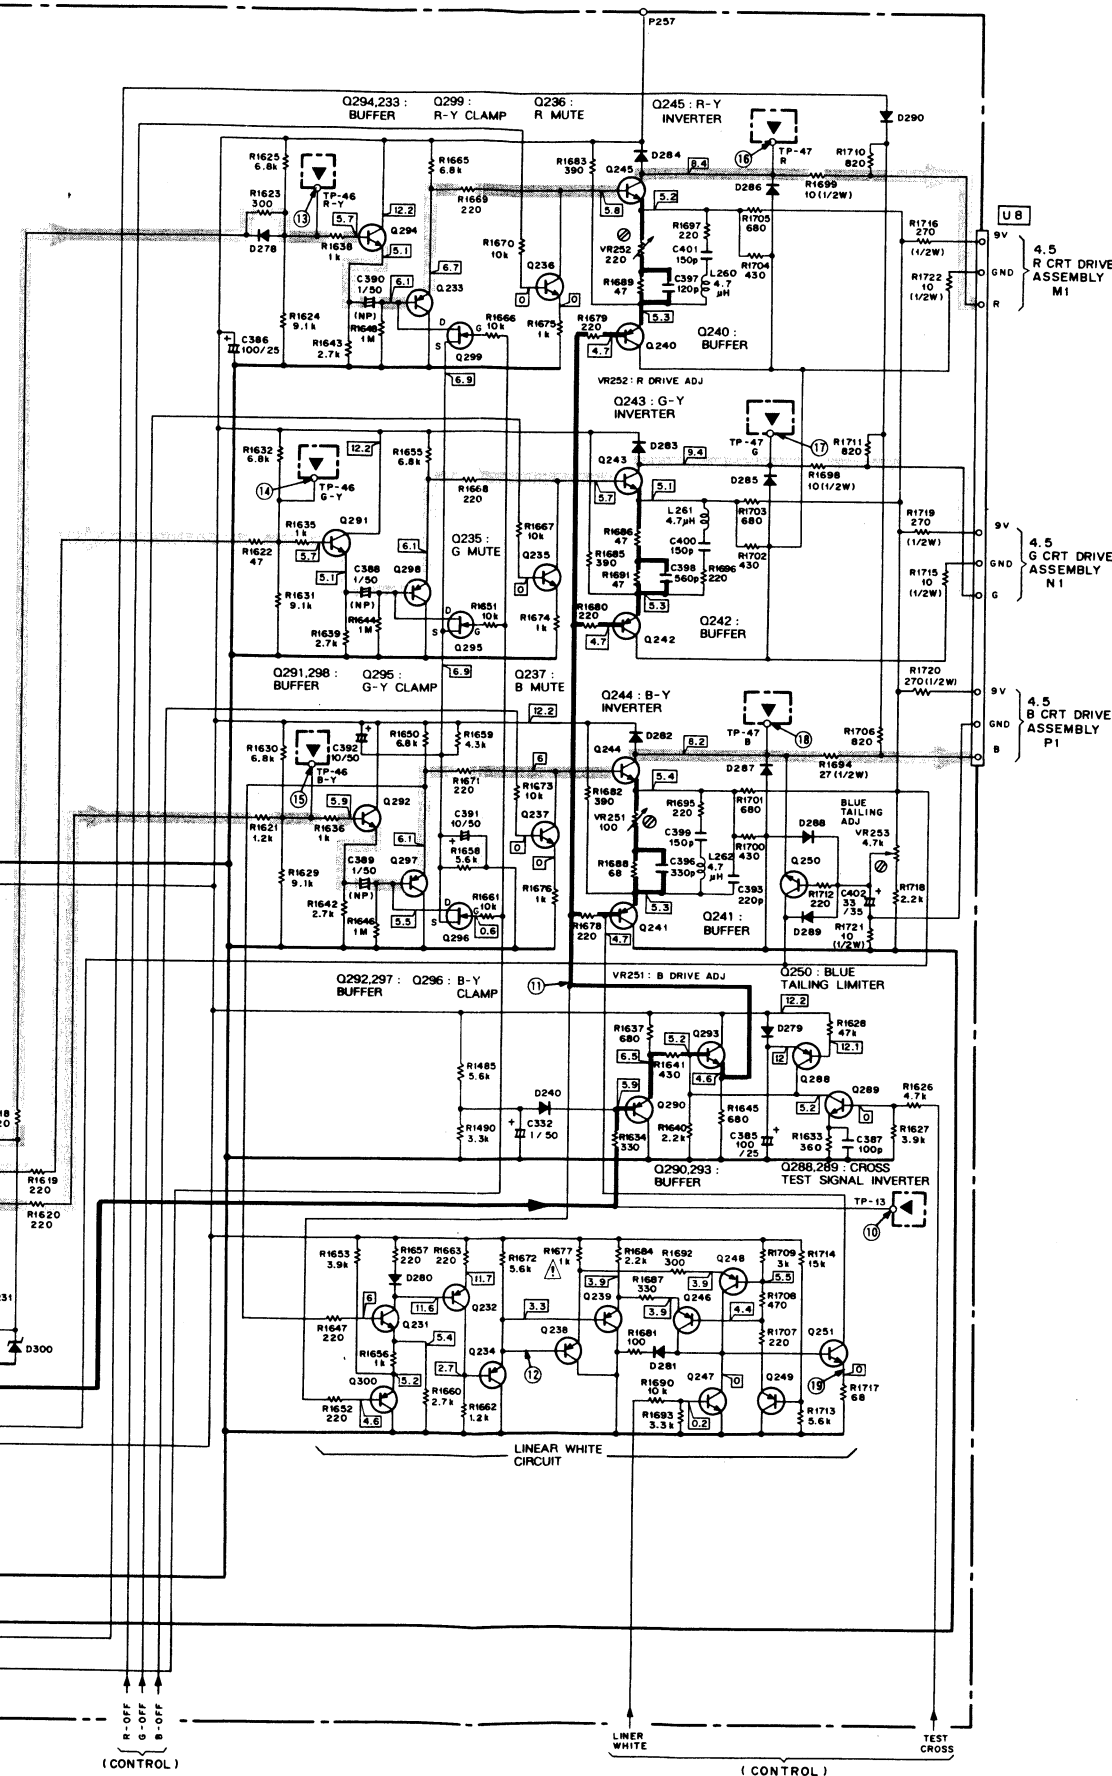 P257
Q294,233 :
BUFFER
Q299 :
R-Y CLAMP
Q236 :
R MUTE
Q245 : R-Y
INVERTER
D290
R1625
6.8k
R1623
300
TP-46
R-Y
13
D278
5.7
R1638
1k
12.2
Q294
5.1
R1665
6.8k
R1669
220
R1683
390
Q245
D284
8.4
16
TP-47
R
R1710
820
D286
R1699
10(1/2W)
5.8
5.2
VR252
220
R1697
220
C401
150p
R1705
680
R1704
430
L260
4.7
µH
C397
120p
R1689
47
R1716
270
(1/2W)
R1722
10
(1/2W)
U8
9V
GND
R
4.5
R CRT DRIVE
ASSEMBLY
M1
R1670
10k
Q236
6.7
C390
1/50
(NP)
6.1
Q233
R1624
9.1k
C386
100/25
R1643
2.7k
R1648
1M
D
G
S
Q299
R1666
10k
0
0
R1675
1k
R1679
220
5.3
4.7
Q240
Q240 :
BUFFER
6.9
VR252 : R DRIVE ADJ
Q243 : G-Y
INVERTER
R1632
6.8k
TP-46
G-Y
14
12.2
R1655
6.8k
R1668
220
Q243
D283
9.4
TP-47
G
17
R1711
820
D285
R1698
10(1/2W)
5.7
5.1
R1635
1k
Q291
5.7
R1622
47
5.1
Q235 :
G MUTE
R1667
10k
Q235
6.1
C388
1/50
(NP)
Q298
R1631
9.1k
R1639
2.7k
R1644
1M
D
S
G
Q295
R1651
10k
0
R1674
1k
L261
4.7µH
C400
150p
R1703
680
R1702
430
R1686
47
R1685
390
R1691
47
C398
560p
R1696
220
R1680
220
5.3
4.7
Q242
Q242 :
BUFFER
R1719
270
(1/2W)
R1715
10
(1/2W)
9V
GND
G
4.5
G CRT DRIVE
ASSEMBLY
N1
Q291,298 :
BUFFER
Q295 :
G-Y CLAMP
6.9
Q237 :
B MUTE
Q244 : B-Y
INVERTER
R1720
270(1/2W)
9V
GND
B
4.5
B CRT DRIVE
ASSEMBLY
P1
12.2
R1630
6.8k
TP-46
B-Y
15
C392
10/50
R1650
6.8k
R1659
4.3k
R1671
220
6
Q244
D282
8.2
TP-47
B
18
R1706
820
D287
R1694
27 (1/2W)
5.4
5.9
Q292
R1621
1.2k
R1636
1k
R1673
10k
Q237
C391
10/50
R1658
5.6k
6.1
C389
1/50
(NP)
Q297
R1629
9.1k
R1642
2.7k
R1646
1M
5.5
D
S
G
Q296
R1661
10k
0.6
0
0
R1676
1k
R1682
390
VR251
100
R1695
220
C399
150p
R1701
680
R1700
430
R1688
68
C396
330p
L262
4.7
µH
C393
220p
R1678
220
5.3
4.7
Q241
Q241 :
BUFFER
D288
Q250
R1712
220
D289
BLUE
TAILING
ADJ
VR253
4.7k
C402
33
/35
R1721
10
(1/2W)
R1718
2.2k
Q292,297 :
BUFFER
Q296 : B-Y
CLAMP
11
VR251 : B DRIVE ADJ
Q250 : BLUE
TAILING LIMITER
12.2
R1637
680
5.2
Q293
6.5
R1641
430
4.6
D279
R1628
47k
12
12.1
Q288
R1485
5.6k
D240
5.9
Q290
R1490
3.3k
C332
1/50
R1634
330
R1640
2.2k
R1645
680
C385
100
/25
5.2
Q289
0
R1626
4.7k
R1633
360
C387
100p
R1627
3.9k
Q290,293 :
BUFFER
Q288,289 : CROSS
TEST SIGNAL INVERTER
R1619
220
R1620
220
TP-13
10
R1653
3.9k
R1657
220
R1663
220
D280
11.7
R1672
5.6k
R1677
1k
R1684
2.2k
R1692
300
Q248
R1709
3k
R1714
15k
5.5
3.9
R1687
330
3.9
6
11.6
Q232
3.3
Q239
3.9
Q246
4.4
R1708
470
R1707
220
Q251
R1647
220
Q231
5.4
Q234
Q238
R1681
100
D281
R1656
1k
Q300
5.2
2.7
12
R1690
10k
Q247
0
Q249
19
0
R1652
220
4.6
R1660
2.7k
R1662
1.2k
R1693
3.3k
0.2
R1713
5.6k
R1717
68
D300
LINEAR WHITE
CIRCUIT
R-OFF
G-OFF
B-OFF
(CONTROL)
LINER
WHITE
TEST
CROSS
(CONTROL)